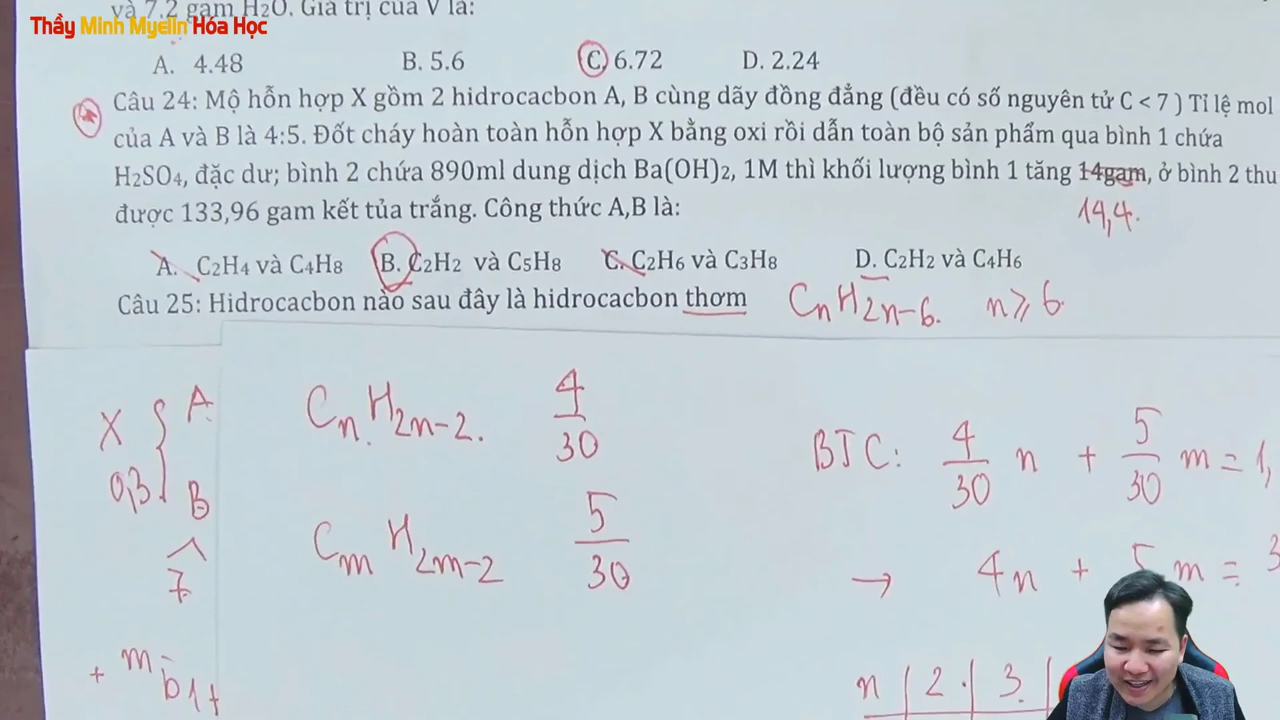 và 7.2 gam H₂O. Giá trị của V là:
Thầy Minh Myelin Hóa Học
A. 4.48 B. 5.6 C. 6.72 D. 2.24
Câu 24: Mộ hỗn hợp X gồm 2 hidrocacbon A, B cùng dãy đồng đẳng (đều có số nguyên tử C < 7 ) Tỉ lệ mol
của A và B là 4:5. Đốt cháy hoàn toàn hỗn hợp X bằng oxi rồi dẫn toàn bộ sản phẩm qua bình 1 chứa
H₂SO₄, đặc dư; bình 2 chứa 890ml dung dịch Ba(OH)₂, 1M thì khối lượng bình 1 tăng 14gam, ở bình 2 thu
được 133,96 gam kết tủa trắng. Công thức A,B là:
14,4.
A. C₂H₄ và C₄H₈ B. C₂H₂ và C₅H₈ C. C₂H₆ và C₃H₈ D. C₂H₂ và C₄H₆
Câu 25: Hidrocacbon nào sau đây là hidrocacbon thơm
CnH2n-6. n ≥ 6.
X { A B
0,3
7
CnH2n-2. 4/30
CmH2m-2 5/30
BTC: 4/30 n + 5/30 m = 1,
→ 4n + 5m = 3
+ m b1
n | 2. | 3. |